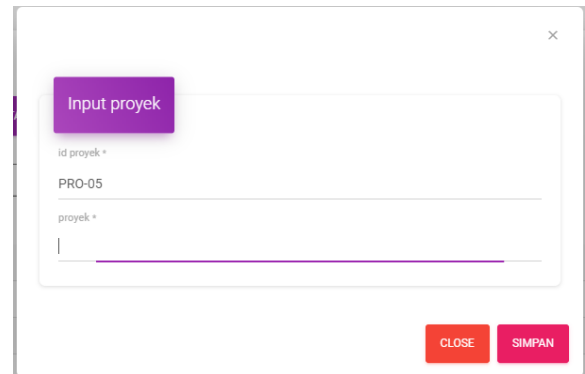 ×
Input proyek
id proyek *
PRO-05
proyek *
CLOSE SIMPAN